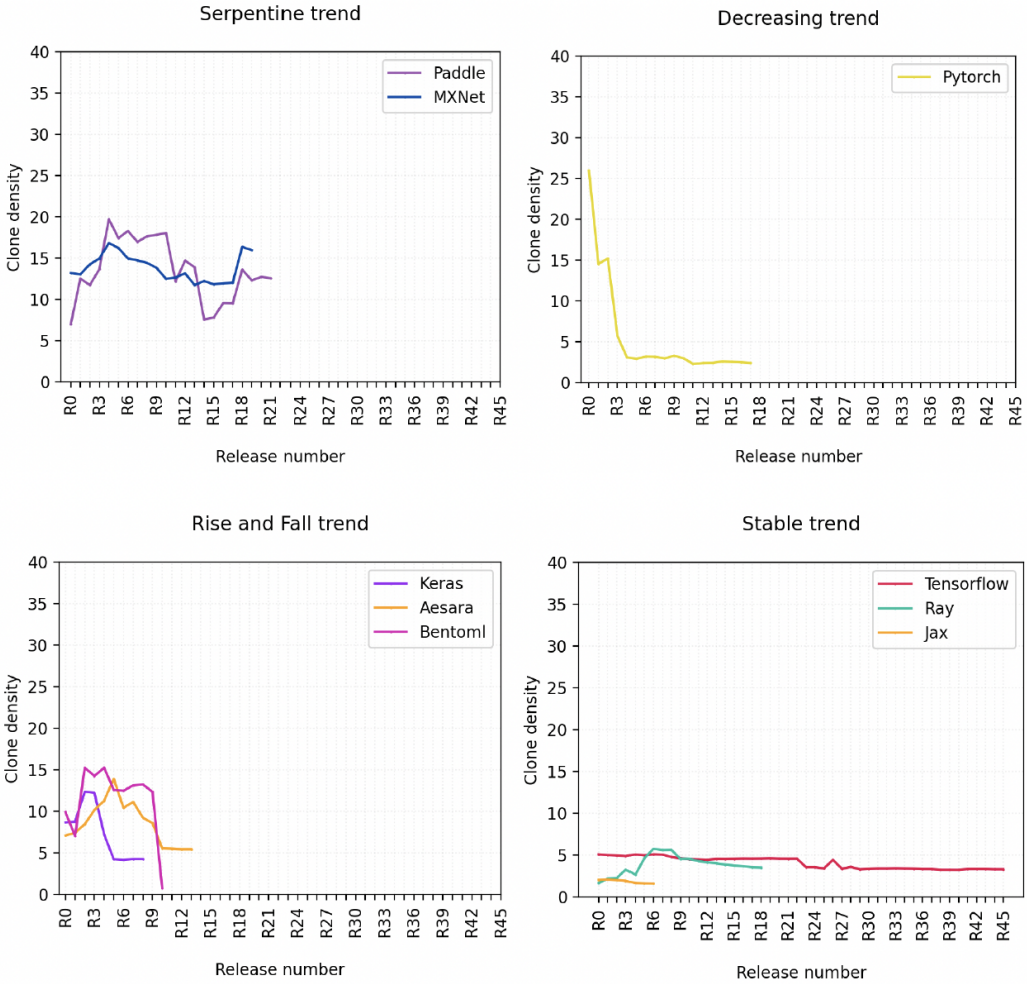 Serpentine trend
40
35
30
25
20
15
10
5
0
Clone density
Paddle
MXNet
R0 R3 R6 R9 R12 R15 R18 R21 R24 R27 R30 R33 R36 R39 R42 R45
Release number
Decreasing trend
40
35
30
25
20
15
10
5
0
Clone density
Pytorch
R0 R3 R6 R9 R12 R15 R18 R21 R24 R27 R30 R33 R36 R39 R42 R45
Release number
Rise and Fall trend
40
35
30
25
20
15
10
5
0
Clone density
Keras
Aesara
Bentoml
R0 R3 R6 R9 R12 R15 R18 R21 R24 R27 R30 R33 R36 R39 R42 R45
Release number
Stable trend
40
35
30
25
20
15
10
5
0
Clone density
Tensorflow
Ray
Jax
R0 R3 R6 R9 R12 R15 R18 R21 R24 R27 R30 R33 R36 R39 R42 R45
Release number